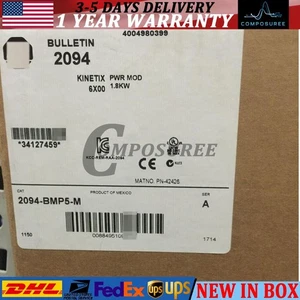 3-5 DAYS DELIVERY
1 YEAR WARRANTY
COMPOSUREE
4004980399
BULLETIN
2094
KINETIX PWR MOD
6X00 1.8KW
*34127459*
COMPOSUREE
MATNO. PN-42426
CAT
PRODUCT OF MEXICO
SER
2094-BMP5-M
A
1150
1714
DHL FedEx ups ups NEW IN BOX